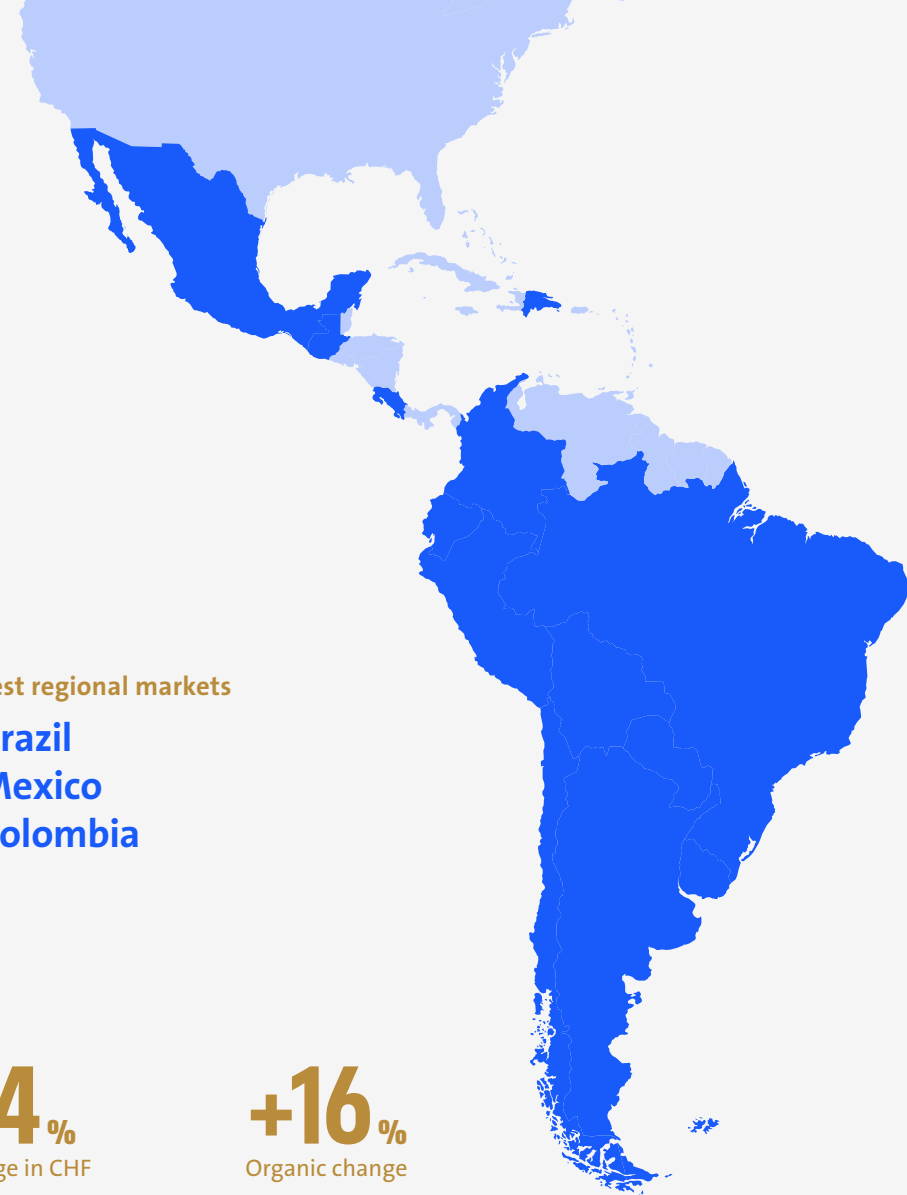 est regional markets
razil
Mexico
olombia
4% +16%
ge in CHF Organic change